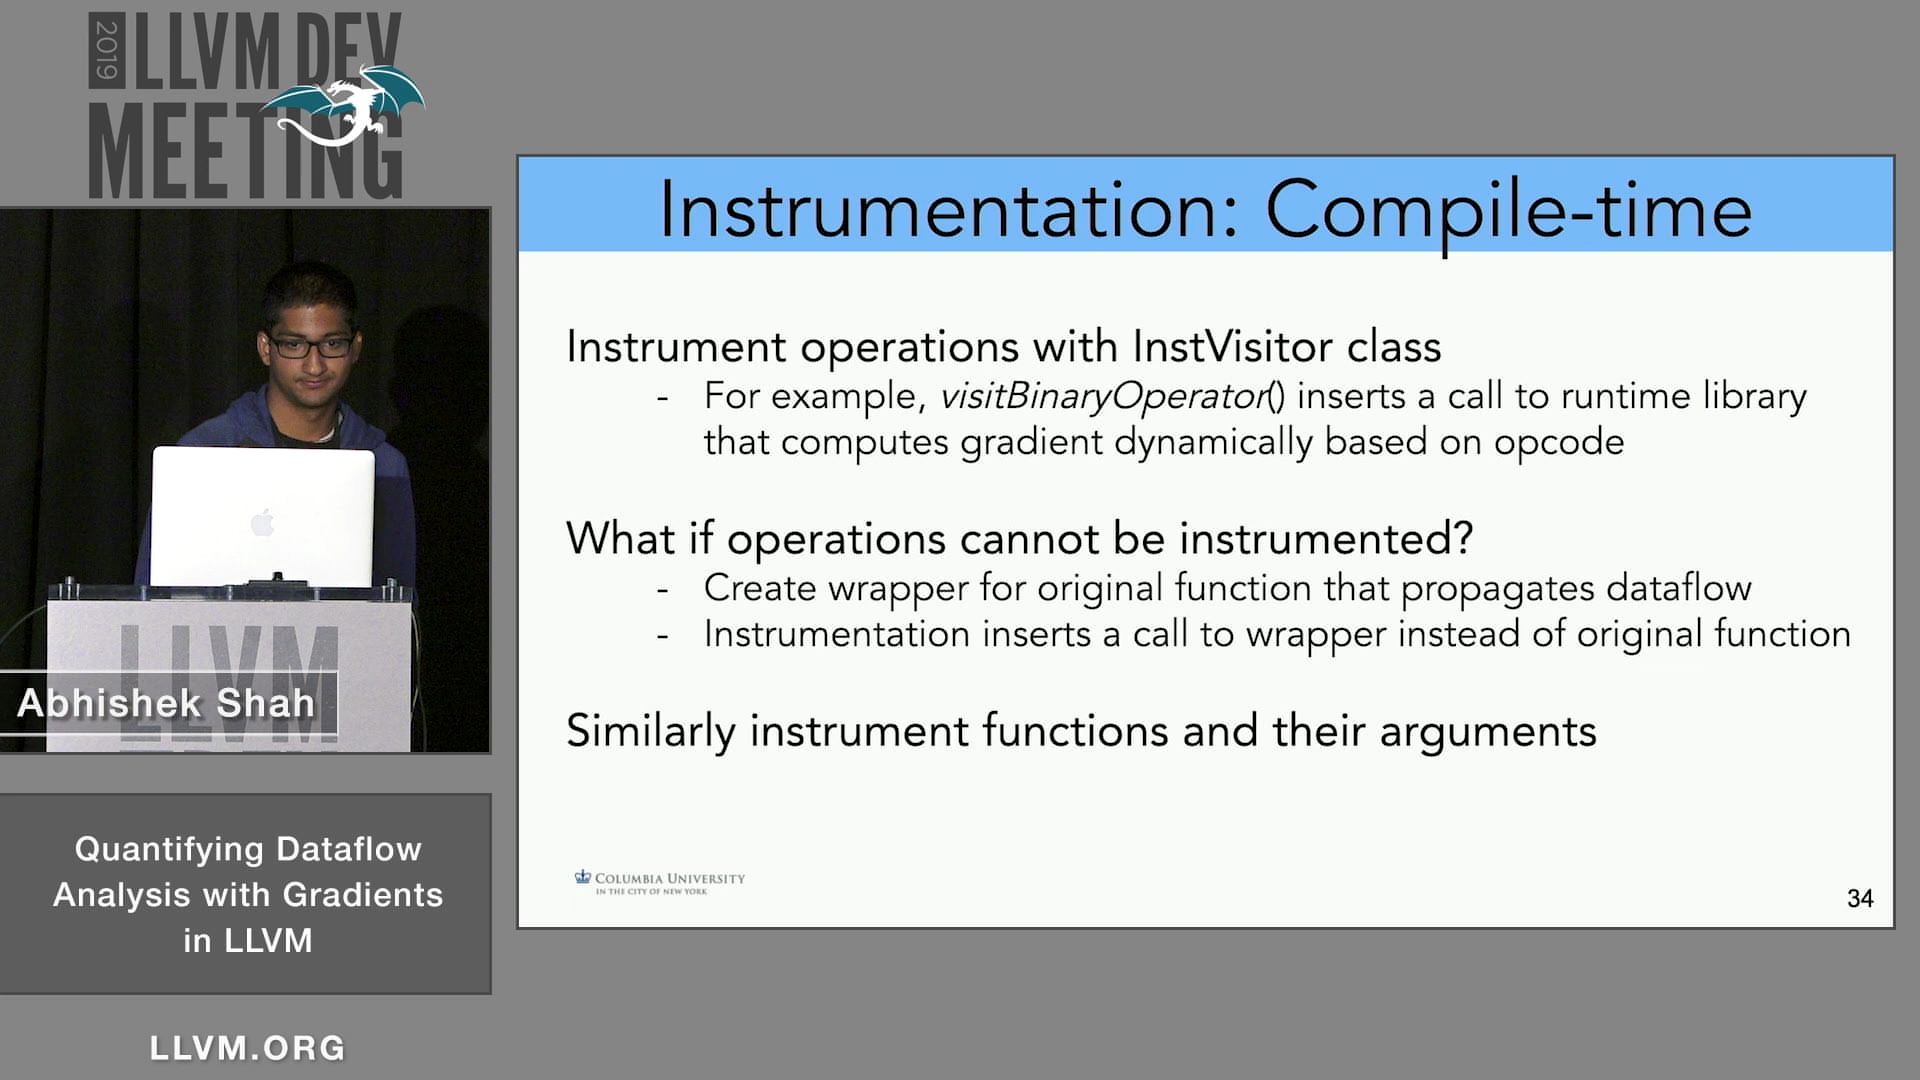 2019 LLVM DEV
MEETING
Instrumentation: Compile-time
Instrument operations with InstVisitor class
- For example, visitBinaryOperator() inserts a call to runtime library
that computes gradient dynamically based on opcode
What if operations cannot be instrumented?
- Create wrapper for original function that propagates dataflow
- Instrumentation inserts a call to wrapper instead of original function
Similarly instrument functions and their arguments
COLUMBIA UNIVERSITY
IN THE CITY OF NEW YORK
34
LLVM
Abhishek Shah
Quantifying Dataflow
Analysis with Gradients
in LLVM
LLVM.ORG